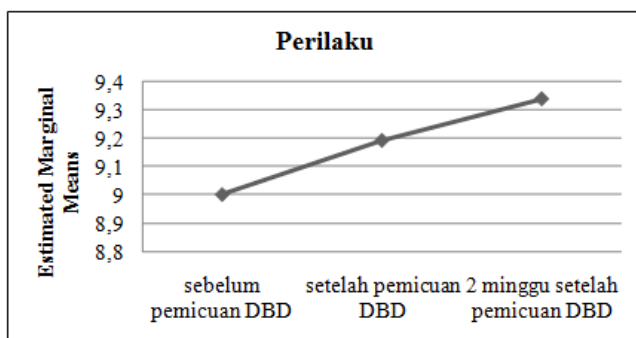 Perilaku
Estimated Marginal
Means
9,4
9,3
9,2
9,1
9
8,9
8,8
sebelum
pemicuan DBD
setelah pemicuan
DBD
2 minggu setelah
pemicuan DBD